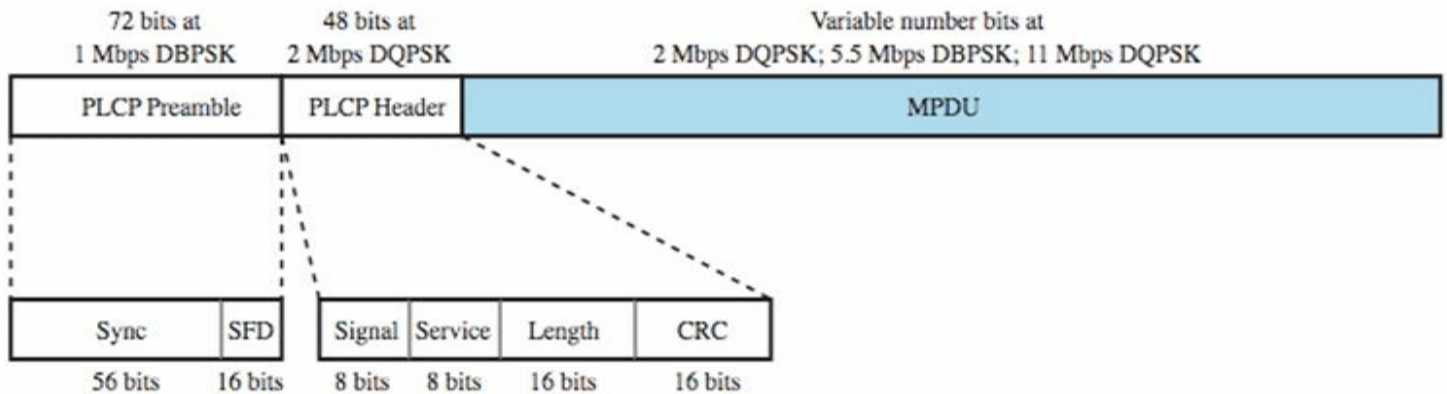 72 bits at
1 Mbps DBPSK
48 bits at
2 Mbps DQPSK
Variable number bits at
2 Mbps DQPSK; 5.5 Mbps DBPSK; 11 Mbps DQPSK
PLCP Preamble
PLCP Header
MPDU
Sync
SFD
Signal
Service
Length
CRC
56 bits
16 bits
8 bits
8 bits
16 bits
16 bits